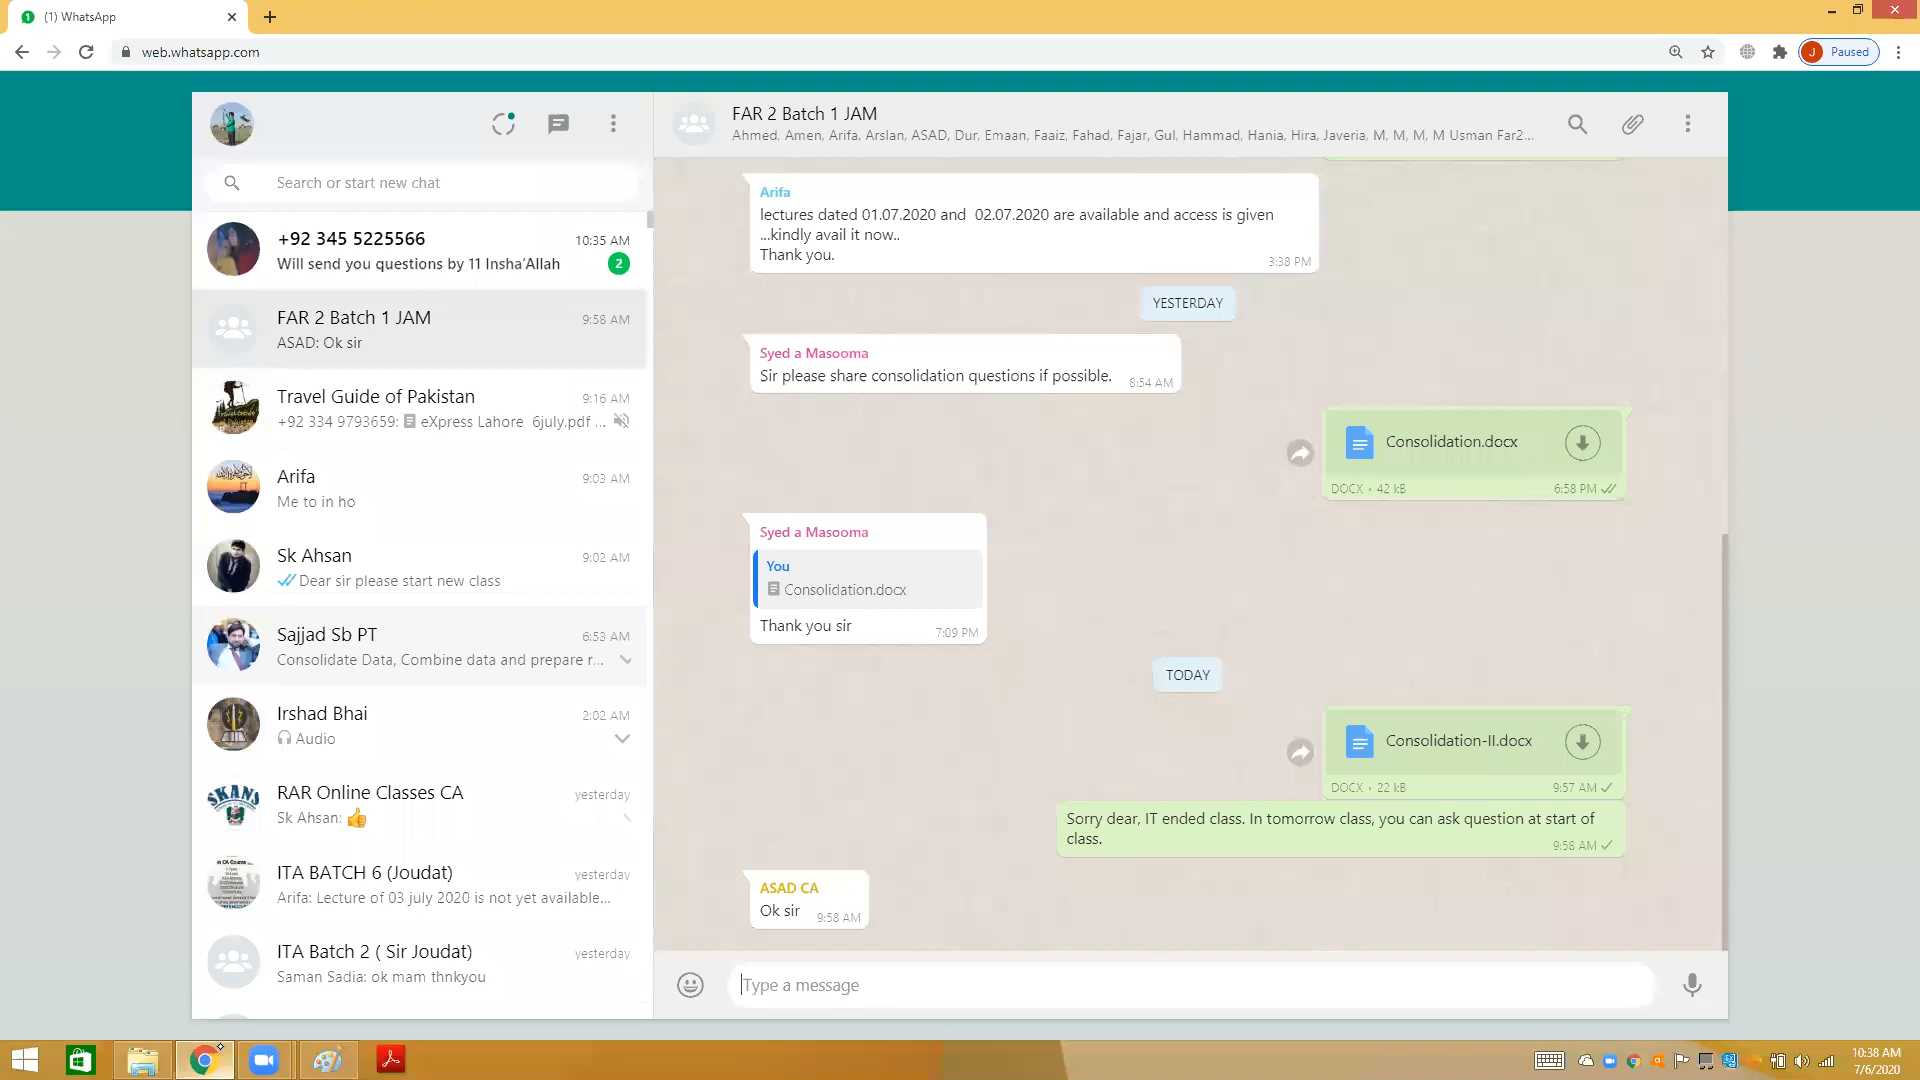 (1) WhatsApp
web.whatsapp.com
J Paused
FAR 2 Batch 1 JAM
Ahmed, Amen, Arifa, Arslan, ASAD, Dur, Emaan, Faaiz, Fahad, Fajar, Gul, Hammad, Hania, Hira, Javeria, M, M, M, M Usman Far2...
Search or start new chat
+92 345 5225566
10:35 AM
Will send you questions by 11 Insha'Allah
2
FAR 2 Batch 1 JAM
9:58 AM
ASAD: Ok sir
Travel Guide of Pakistan
9:16 AM
+92 334 9793659: eXpress Lahore 6july.pdf ...
Arifa
9:03 AM
Me to in ho
Sk Ahsan
9:02 AM
Dear sir please start new class
Sajjad Sb PT
6:53 AM
Consolidate Data, Combine data and prepare r...
Irshad Bhai
2:02 AM
Audio
SKANS
RAR Online Classes CA
yesterday
Sk Ahsan: 👍
ITA BATCH 6 (Joudat)
yesterday
Arifa: Lecture of 03 july 2020 is not yet available...
ITA Batch 2 ( Sir Joudat)
yesterday
Saman Sadia: ok mam thnkyou
Arifa
lectures dated 01.07.2020 and 02.07.2020 are available and access is given
...kindly avail it now..
Thank you.
3:38 PM
YESTERDAY
Syed a Masooma
Sir please share consolidation questions if possible.
8:54 AM
Consolidation.docx
DOCX • 42 kB
6:58 PM
Syed a Masooma
You
Consolidation.docx
Thank you sir
7:09 PM
TODAY
Consolidation-II.docx
DOCX • 22 kB
9:57 AM
Sorry dear, IT ended class. In tomorrow class, you can ask question at start of
class.
9:58 AM
ASAD CA
Ok sir
9:58 AM
Type a message
10:38 AM
7/6/2020